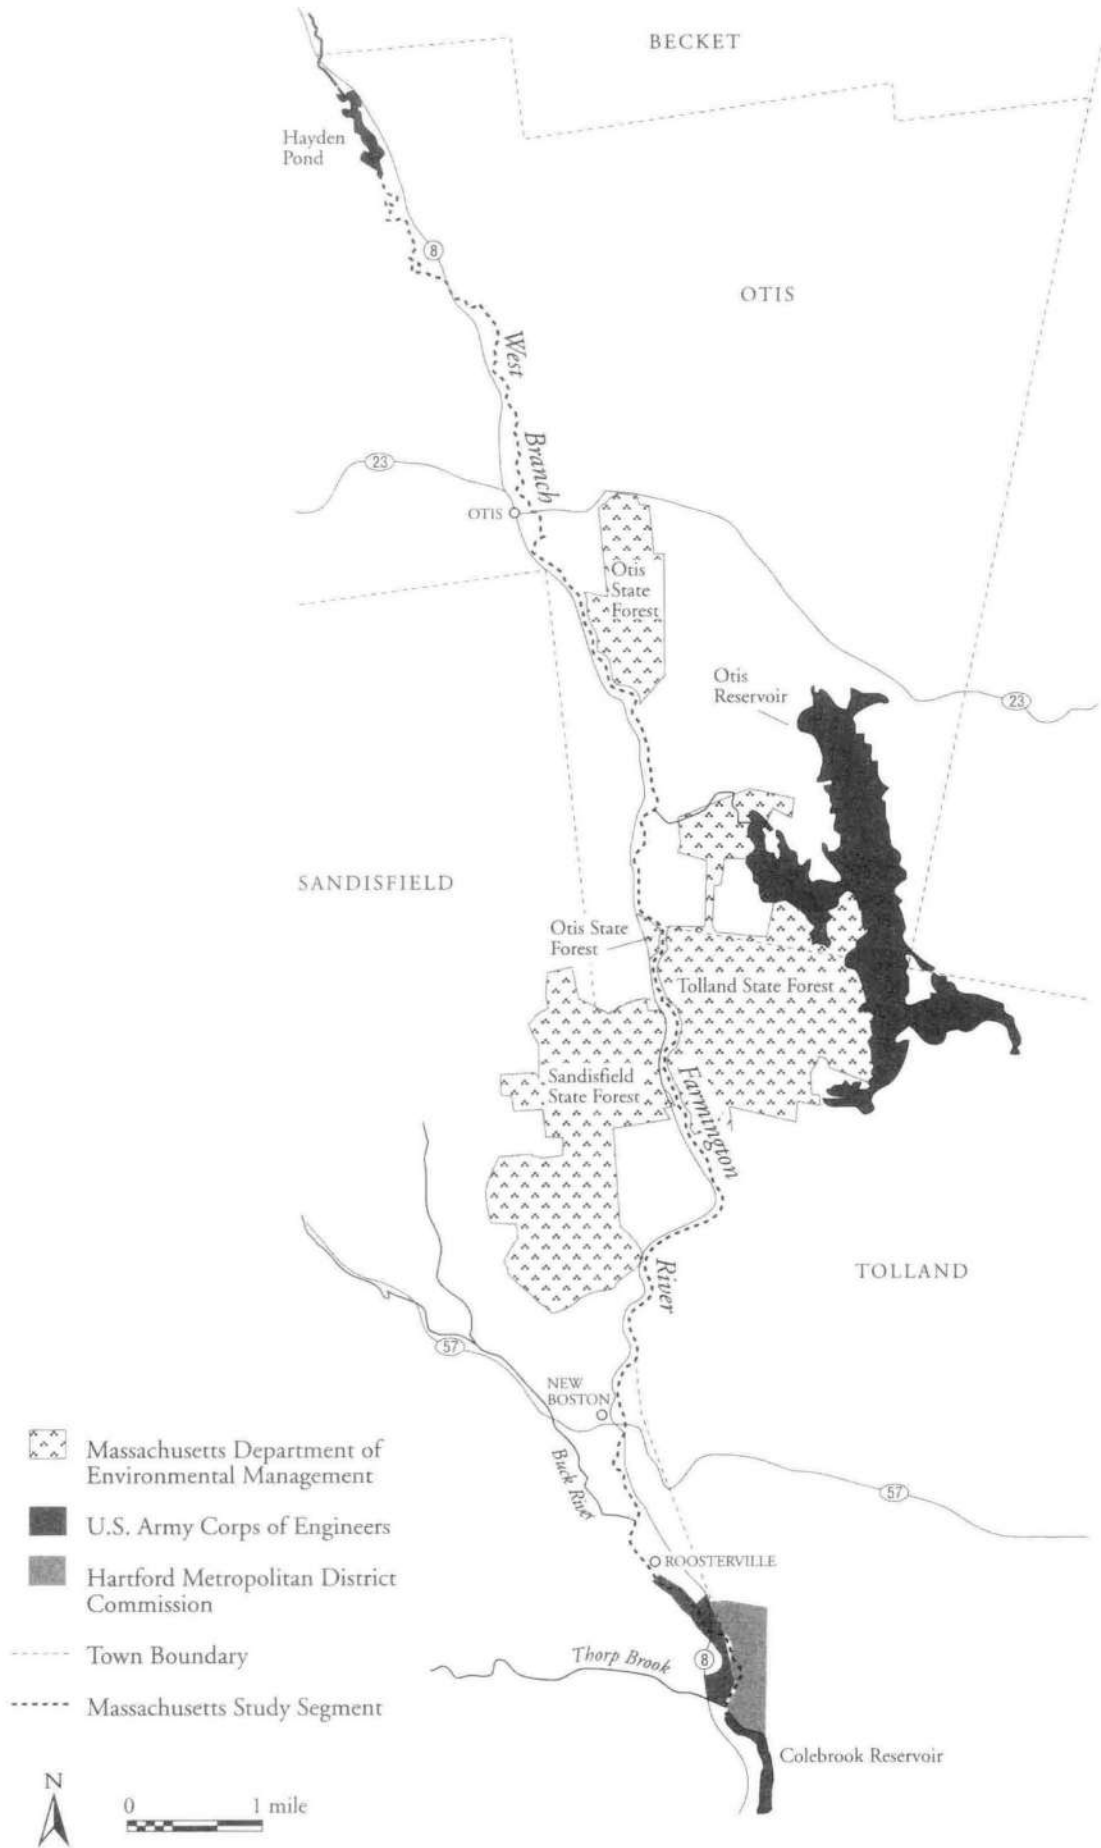 BECKET
Hayden
Pond
8
OTIS
West
Branch
23
OTIS
Otis
State
Forest
Otis
Reservoir
23
SANDISFIELD
Otis State
Forest
Tolland State Forest
Sandisfield
State Forest
Farmington
River
TOLLAND
57
NEW
BOSTON
Buck River
57
ROOSTERVILLE
Thorp Brook
8
Colebrook Reservoir
Massachusetts Department of
Environmental Management
U.S. Army Corps of Engineers
Hartford Metropolitan District
Commission
Town Boundary
Massachusetts Study Segment
N
0 1 mile